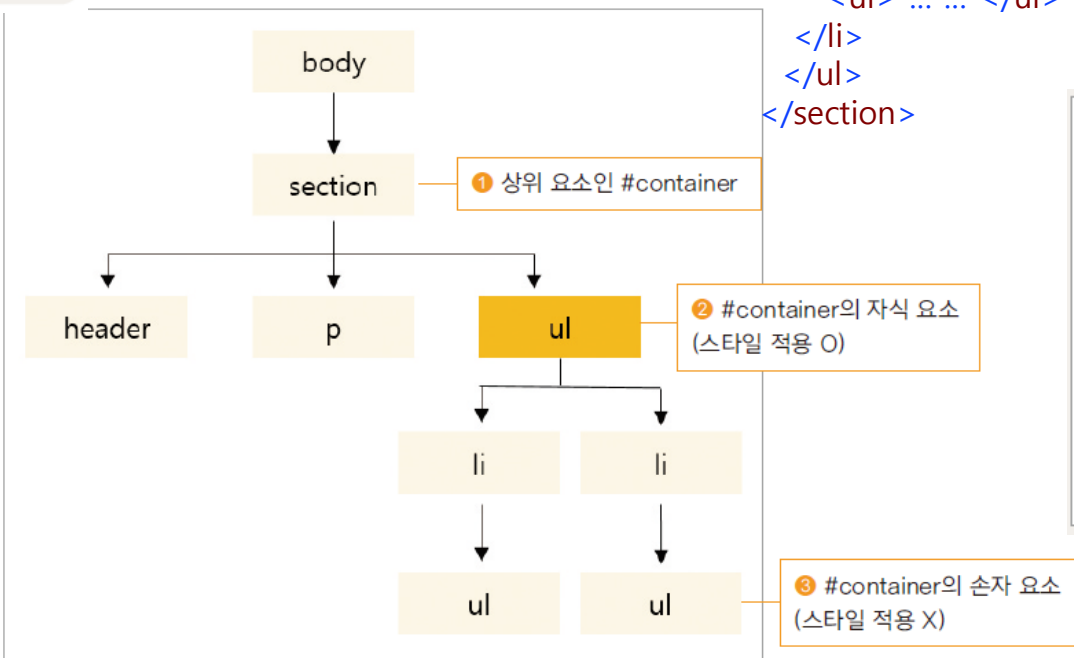 <ul> ... ... </ul>
</li>
</ul>
</section>
body
section
❶ 상위 요소인 #container
header
p
ul
❷ #container의 자식 요소
(스타일 적용 O)
li
li
ul
ul
❸ #container의 손자 요소
(스타일 적용 X)